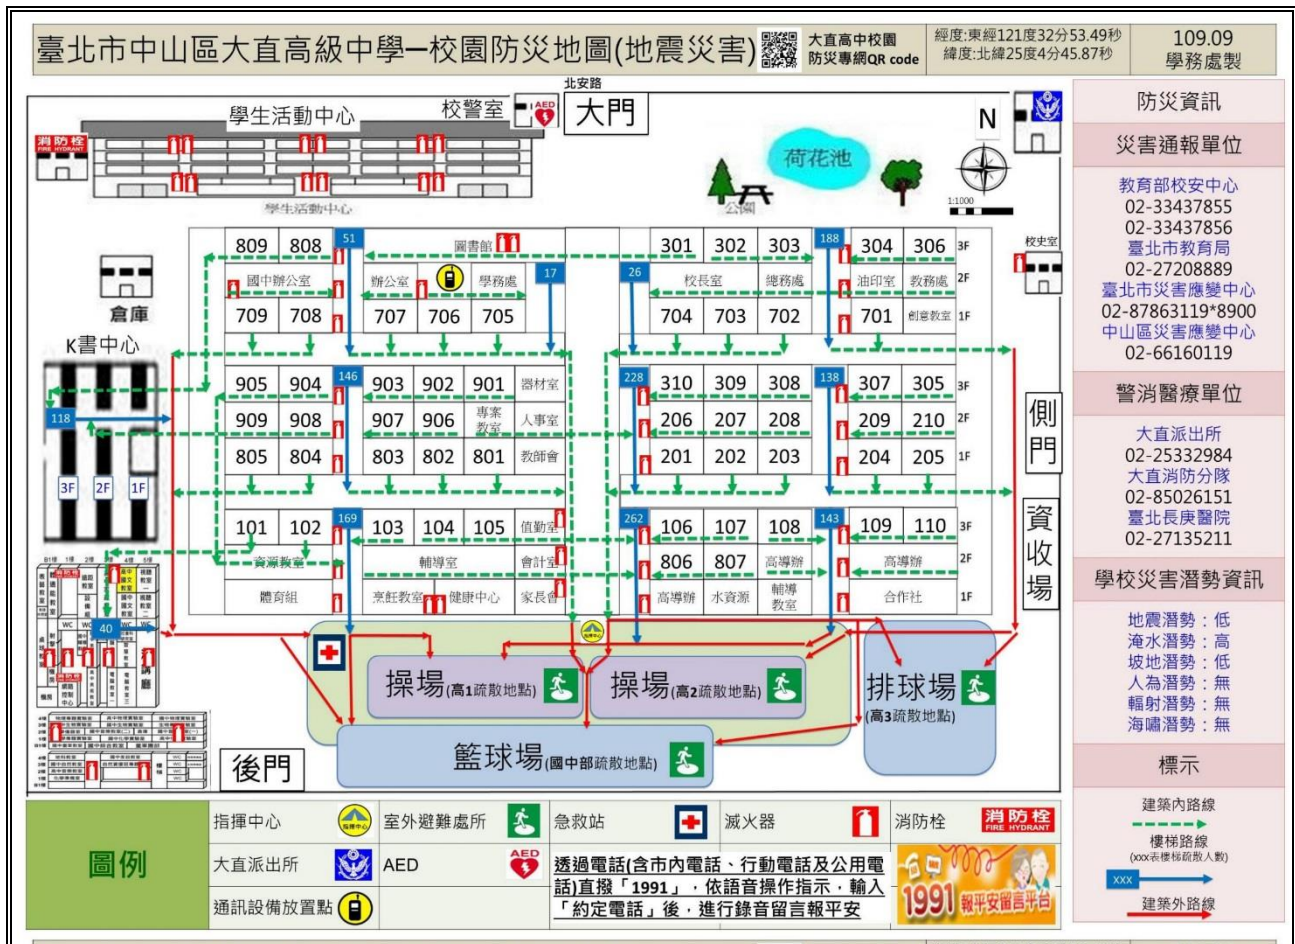 臺北市中山區大直高級中學—校園防災地圖(地震災害)
大直高中校園
防災專網QR code
經度:東經121度32分53.49秒
緯度:北緯25度4分45.87秒
109.09
學務處製
北安路
大門
校警室
AED
學生活動中心
消防栓
FIRE HYDRANT
學生活動中心
荷花池
公園
N
1:1000
校史室
倉庫
K書中心
118
3F 2F 1F
809 808 51 圖書館 301 302 303 188 304 306 3F
國中辦公室 辦公室 學務處 17 26 校長室 總務處 油印室 教務處 2F
709 708 707 706 705 704 703 702 701 創意教室 1F
905 904 146 903 902 901 器材室 228 310 309 308 138 307 305 3F
909 908 907 906 專案教室 人事室 206 207 208 209 210 2F
805 804 803 802 801 教師會 201 202 203 204 205 1F
101 102 169 103 104 105 值勤室 262 106 107 108 143 109 110 3F
資源教室 輔導室 會計室 806 807 高導辦 高導辦 2F
體育組 烹飪教室 健康中心 家長會 高導辦 水資源 輔導教室 合作社 1F
側門
資收場
40
指揮中心
操場(高1疏散地點)
操場(高2疏散地點)
排球場
(高3疏散地點)
籃球場(國中部疏散地點)
後門
防災資訊
災害通報單位
教育部校安中心
02-33437855
02-33437856
臺北市教育局
02-27208889
臺北市災害應變中心
02-87863119*8900
中山區災害應變中心
02-66160119
警消醫療單位
大直派出所
02-25332984
大直消防分隊
02-85026151
臺北長庚醫院
02-27135211
學校災害潛勢資訊
地震潛勢：低
淹水潛勢：高
坡地潛勢：低
人為潛勢：無
輻射潛勢：無
海嘯潛勢：無
標示
建築內路線
樓梯路線
(xxx表樓梯疏散人數)
XXX
建築外路線
圖例
指揮中心 指揮中心 室外避難處所 急救站 滅火器 消防栓 消防栓
FIRE HYDRANT
大直派出所 AED AED
通訊設備放置點
透過電話(含市內電話、行動電話及公用電
話)直撥「1991」，依語音操作指示，輸入
「約定電話」後，進行錄音留言報平安
1991 報平安留言平台